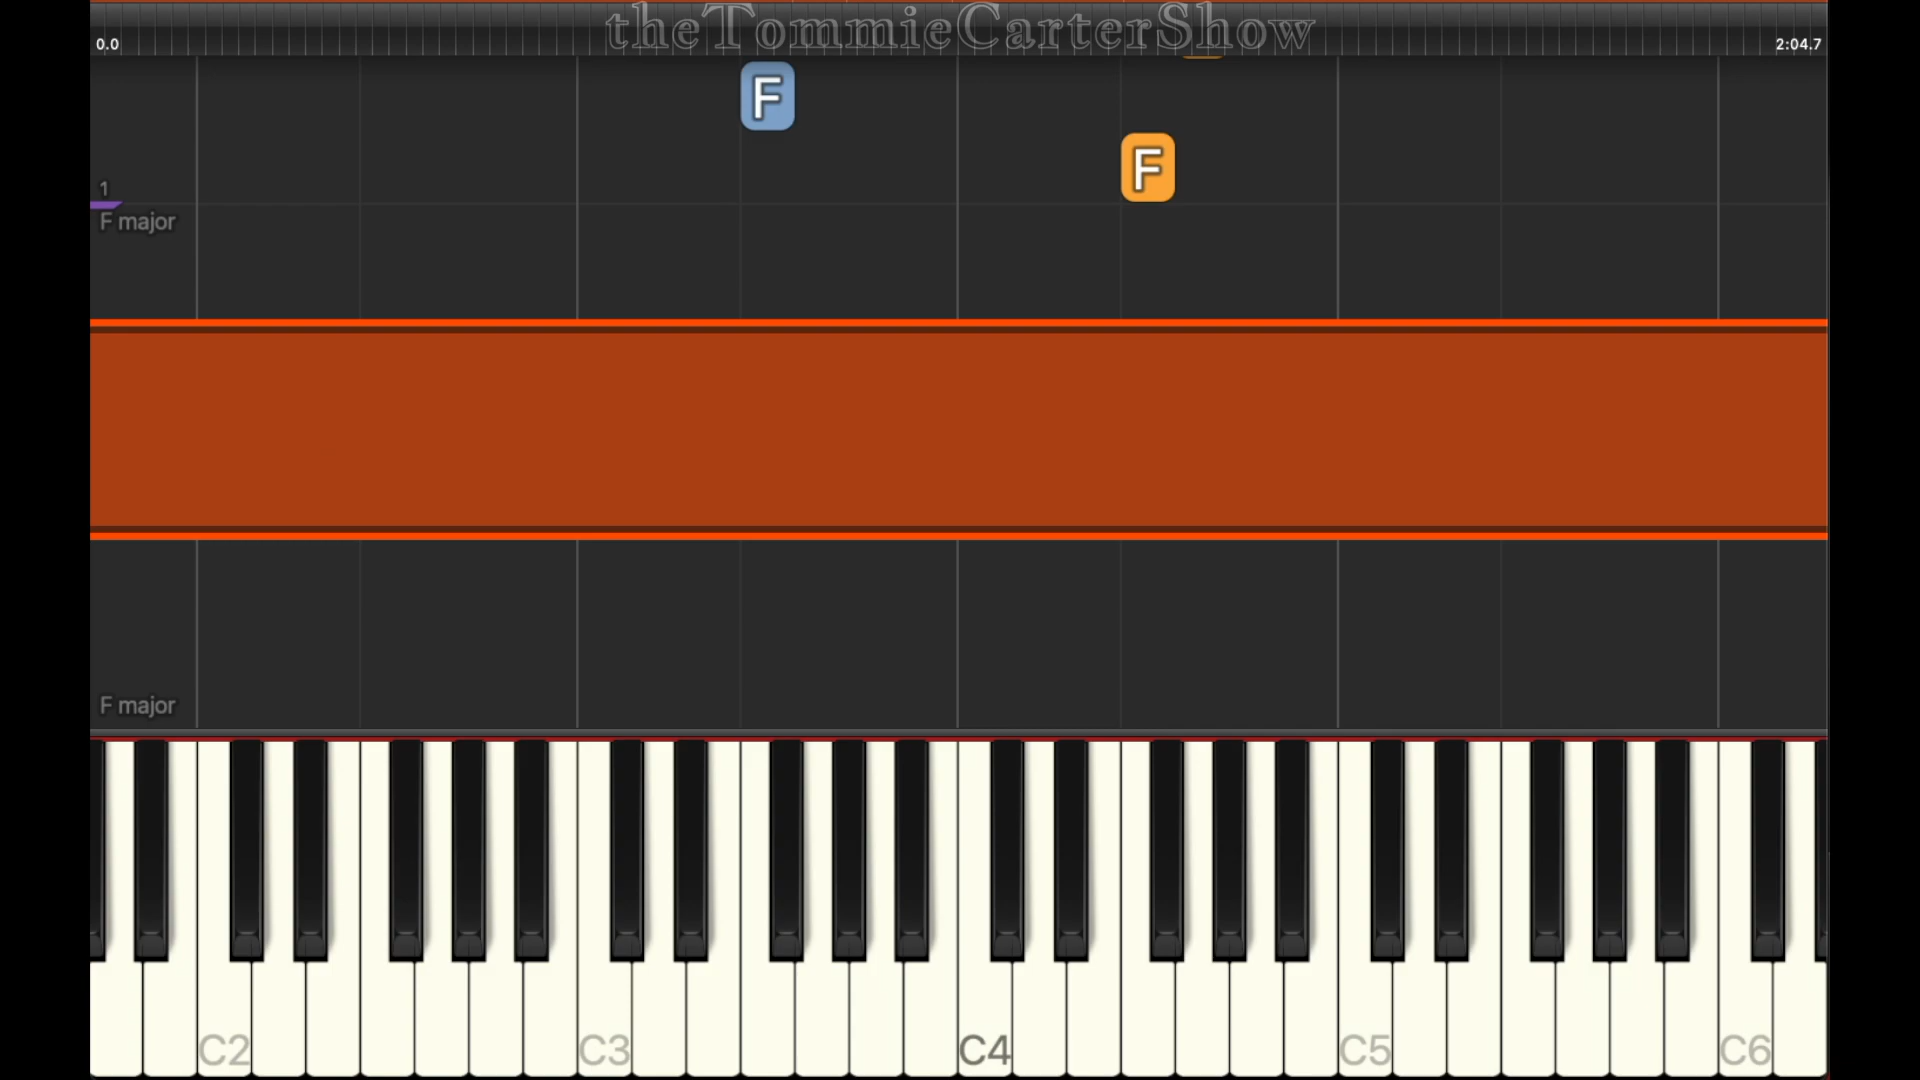 theTommieCarterShow
0.0
2:04.7
F
F
1
F major
F major
C2
C3
C4
C5
C6